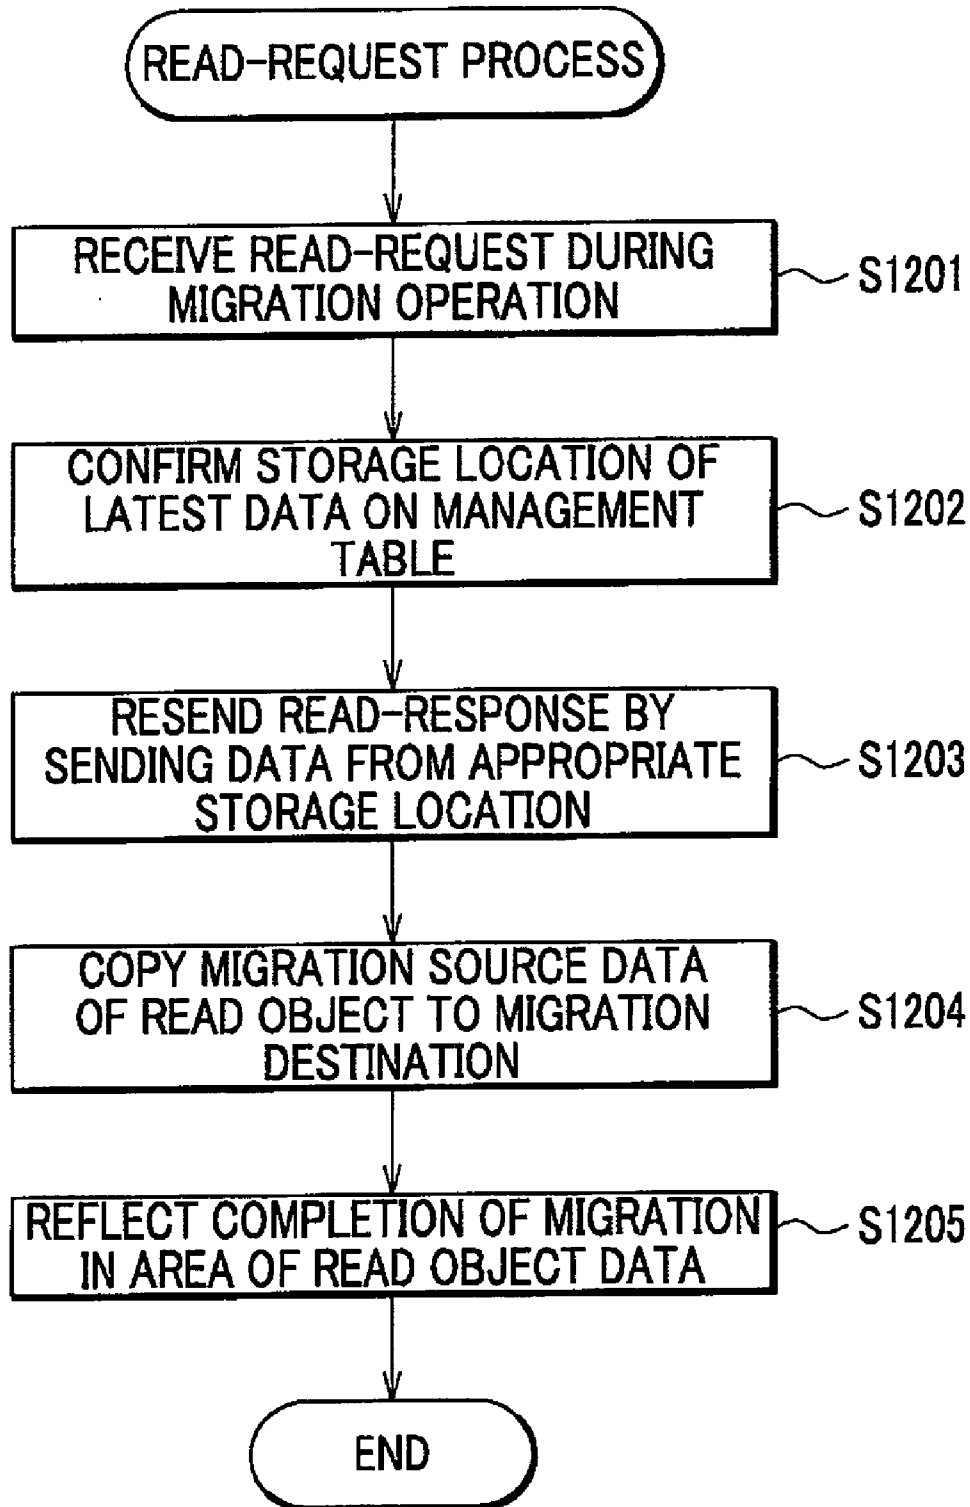 READ-REQUEST PROCESS
RECEIVE READ-REQUEST DURING
MIGRATION OPERATION
S1201
CONFIRM STORAGE LOCATION OF
LATEST DATA ON MANAGEMENT
TABLE
S1202
RESEND READ-RESPONSE BY
SENDING DATA FROM APPROPRIATE
STORAGE LOCATION
S1203
COPY MIGRATION SOURCE DATA
OF READ OBJECT TO MIGRATION
DESTINATION
S1204
REFLECT COMPLETION OF MIGRATION
IN AREA OF READ OBJECT DATA
S1205
END